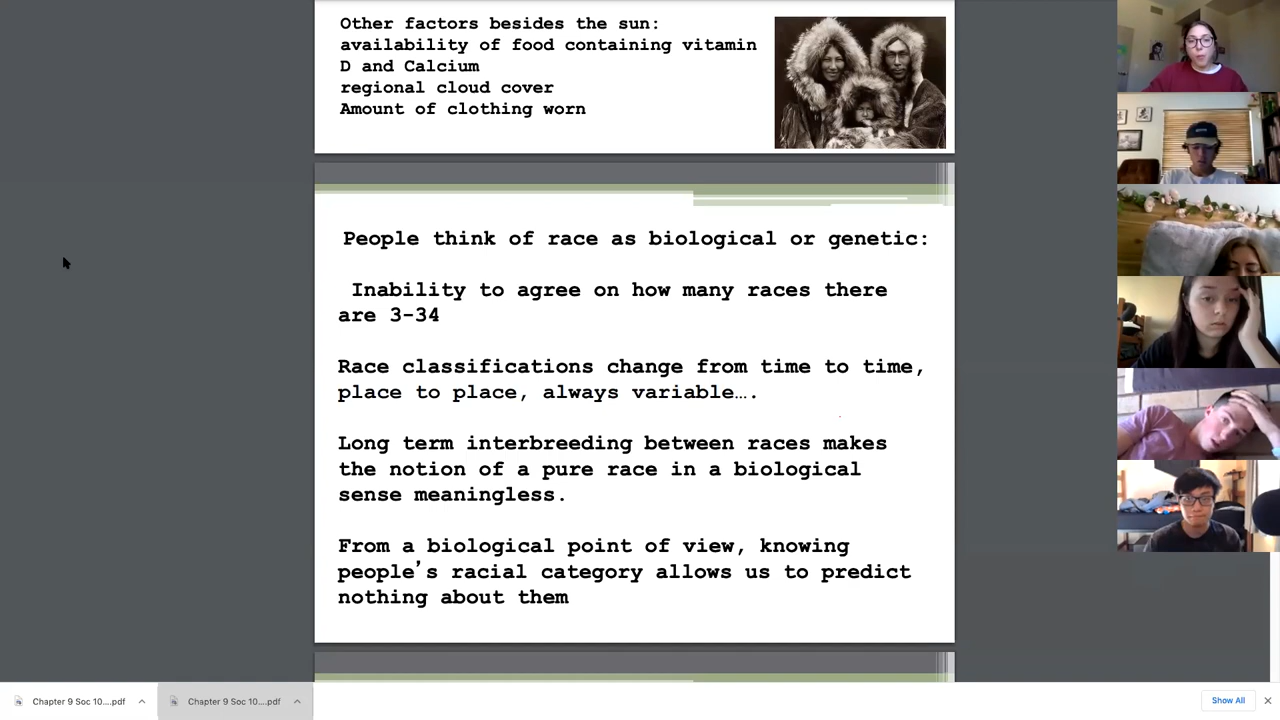 Other factors besides the sun:
availability of food containing vitamin
D and Calcium
regional cloud cover
Amount of clothing worn
People think of race as biological or genetic:
Inability to agree on how many races there
are 3-34
Race classifications change from time to time,
place to place, always variable….
Long term interbreeding between races makes
the notion of a pure race in a biological
sense meaningless.
From a biological point of view, knowing
people’s racial category allows us to predict
nothing about them
Chapter 9 Soc 10....pdf
Chapter 9 Soc 10....pdf
Show All